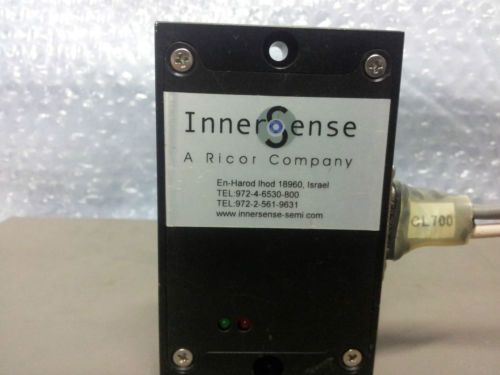 InnerSense
A Ricor Company
En-Harod Ihod 18960, Israel
TEL:972-4-6530-800
TEL:972-2-561-9631
www.innersense-semi.com
CL700